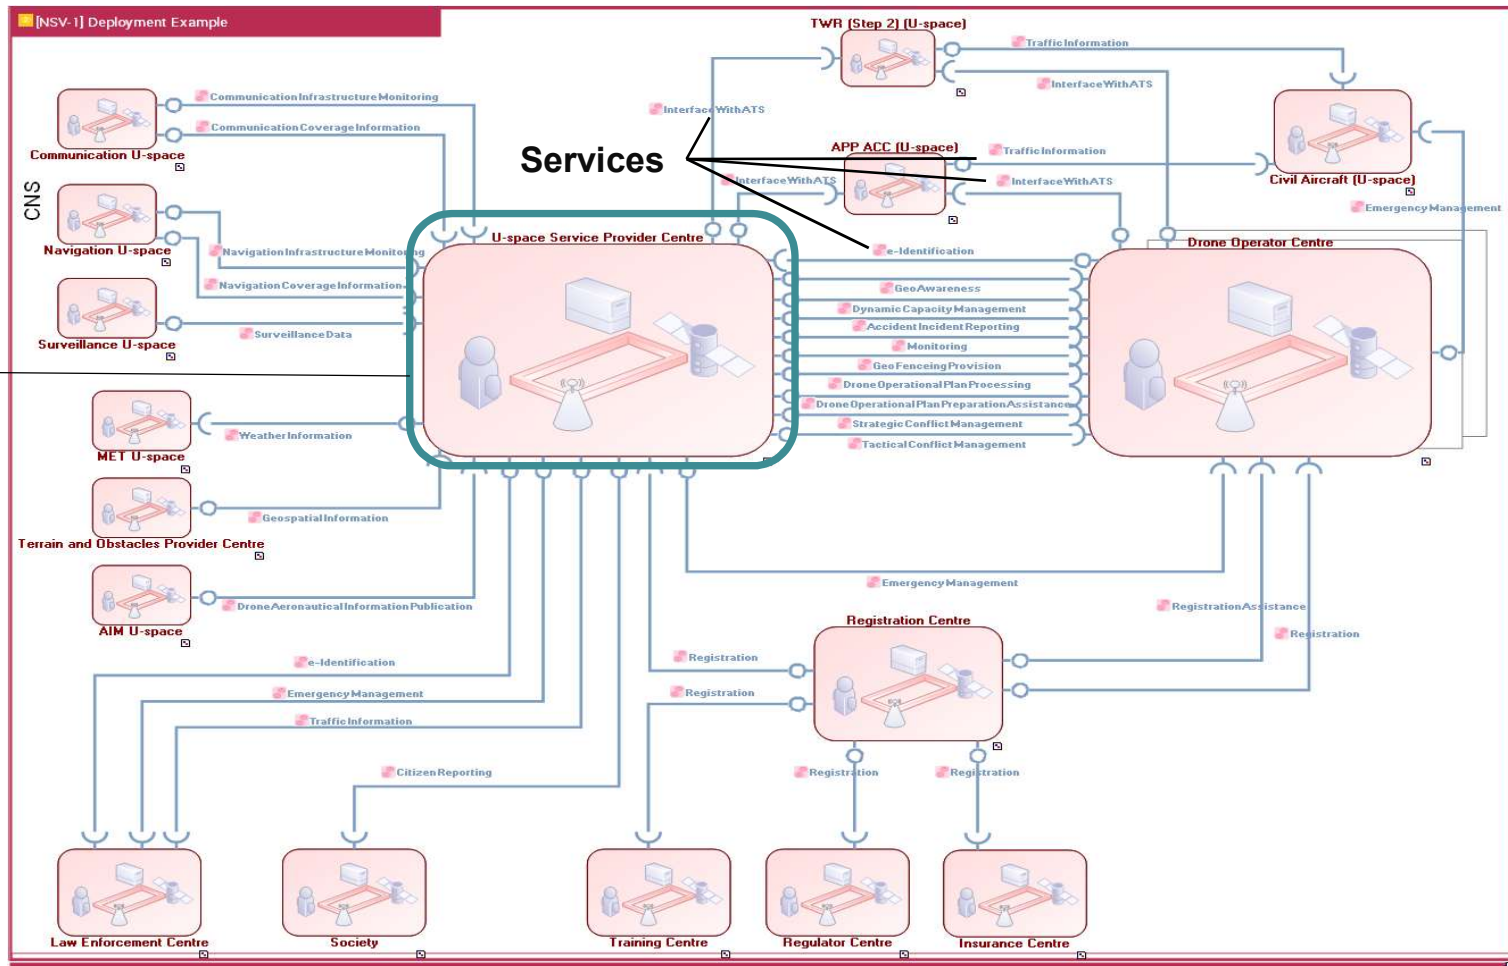 [NSV-1] Deployment Example
TWR (Step 2) (U-space)
TrafficInformation
InterfaceWithATS
InterfaceWithATS
CommunicationInfrastructureMonitoring
CommunicationCoverageInformation
Communication U-space
CNS
Services
APP ACC (U-space)
TrafficInformation
InterfaceWithATS
InterfaceWithATS
Civil Aircraft (U-space)
EmergencyManagement
Navigation U-space
NavigationInfrastructureMonitoring
NavigationCoverageInformation
Surveillance U-space
SurveillanceData
U-space Service Provider Centre
Drone Operator Centre
e-Identification
GeoAwareness
DynamicCapacityManagement
AccidentIncidentReporting
Monitoring
GeoFenceingProvision
DroneOperationalPlanProcessing
DroneOperationalPlanPreparationAssistance
StrategicConflictManagement
TacticalConflictManagement
WeatherInformation
MET U-space
GeospatialInformation
Terrain and Obstacles Provider Centre
DroneAeronauticalInformationPublication
AIM U-space
EmergencyManagement
RegistrationAssistance
Registration
Registration Centre
e-Identification
EmergencyManagement
TrafficInformation
Registration
Registration
CitizenReporting
Registration
Registration
Law Enforcement Centre
Society
Training Centre
Regulator Centre
Insurance Centre